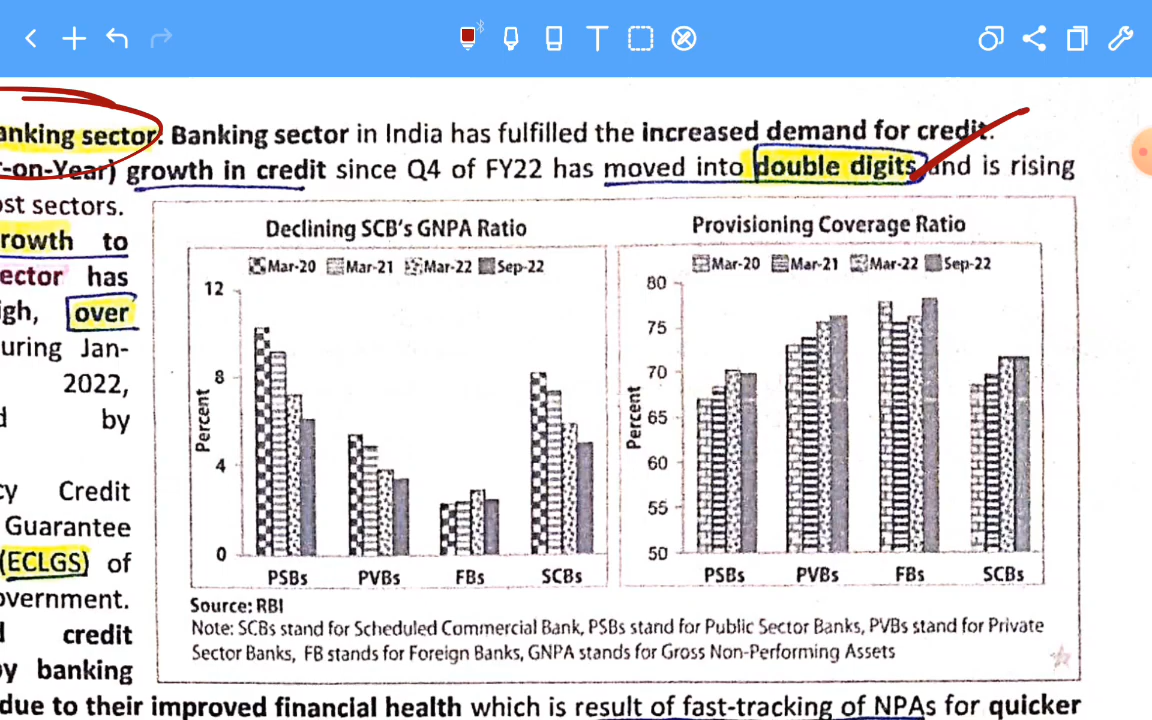 anking sector. Banking sector in India has fulfilled the increased demand for credit.
r-on-Year) growth in credit since Q4 of FY22 has moved into double digits and is rising
ost sectors.
rowth to
ector has
igh, over
uring Jan-
2022,
d by
cy Credit
Guarantee
(ECLGS) of
overnment.
d credit
by banking
Declining SCB's GNPA Ratio
Mar-20 Mar-21 Mar-22 Sep-22
12
8
4
0
Percent
PSBs PVBs FBs SCBs
Provisioning Coverage Ratio
Mar-20 Mar-21 Mar-22 Sep-22
80
75
70
65
60
55
50
Percent
PSBs PVBs FBs SCBs
Source: RBI
Note: SCBs stand for Scheduled Commercial Bank, PSBs stand for Public Sector Banks, PVBs stand for Private
Sector Banks, FB stands for Foreign Banks, GNPA stands for Gross Non-Performing Assets
due to their improved financial health which is result of fast-tracking of NPAs for quicker